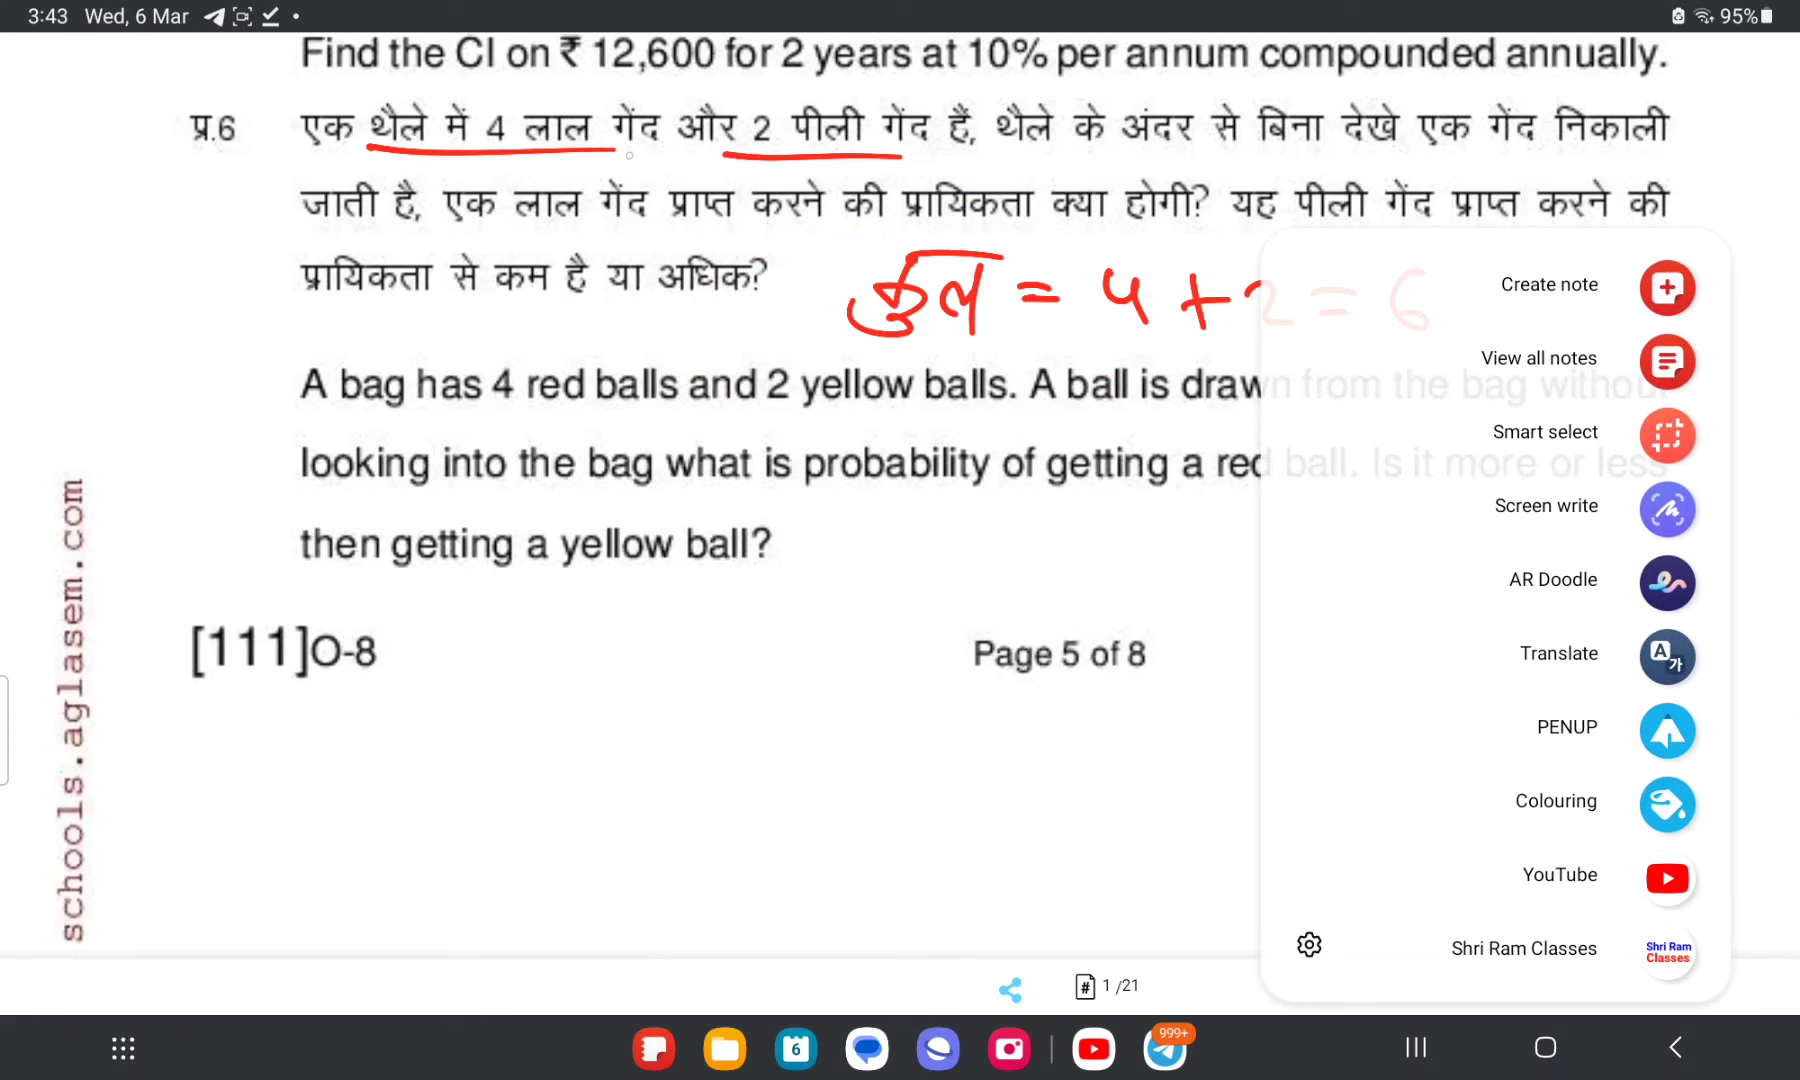 3:43 Wed, 6 Mar
95%
Find the CI on ₹ 12,600 for 2 years at 10% per annum compounded annually.
प्र.6 एक थैले में 4 लाल गेंद और 2 पीली गेंद हैं, थैले के अंदर से बिना देखे एक गेंद निकाली
जाती है, एक लाल गेंद प्राप्त करने की प्रायिकता क्या होगी? यह पीली गेंद प्राप्त करने की
प्रायिकता से कम है या अधिक?
कुल = 4 + 2 = 6
A bag has 4 red balls and 2 yellow balls. A ball is drawn from the bag without
looking into the bag what is probability of getting a red ball. Is it more or less
then getting a yellow ball?
[111]O-8
Page 5 of 8
schools.aglasem.com
Create note
View all notes
Smart select
Screen write
AR Doodle
Translate
PENUP
Colouring
YouTube
Shri Ram Classes
Shri Ram
Classes
# 1 /21
6
999+